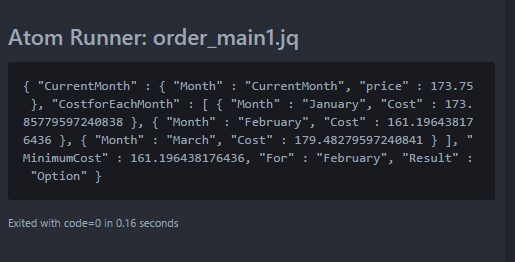 Atom Runner: order_main1.jq
{ "CurrentMonth" : { "Month" : "CurrentMonth", "price" : 173.75
 }, "CostforEachMonth" : [ { "Month" : "January", "Cost" : 173.
85779597240838 }, { "Month" : "February", "Cost" : 161.19643817
6436 }, { "Month" : "March", "Cost" : 179.48279597240841 } ], "
MinimumCost" : 161.196438176436, "For" : "February", "Result" :
 "Option" }
Exited with code=0 in 0.16 seconds